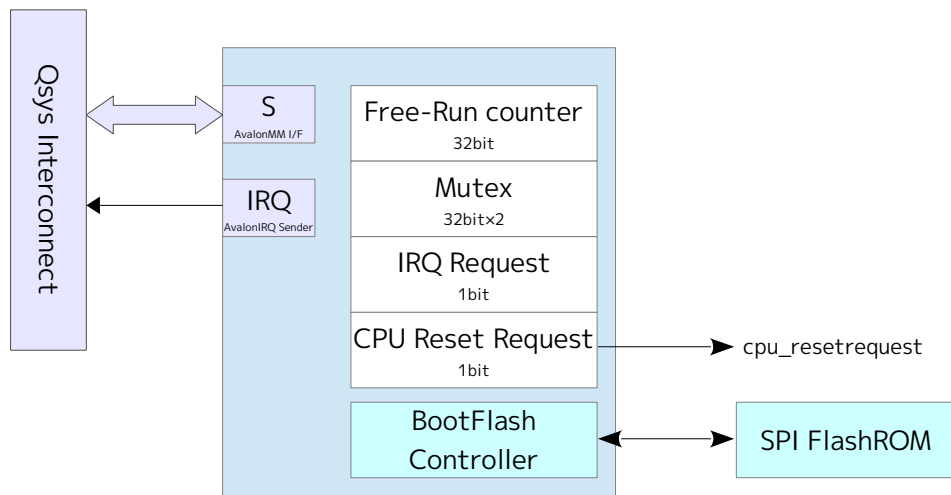 Qsys Interconnect
S
AvalonMM I/F
IRQ
AvalonIRQ Sender
Free-Run counter
32bit
Mutex
32bit×2
IRQ Request
1bit
CPU Reset Request
1bit
cpu_resetrequest
BootFlash
Controller
SPI FlashROM